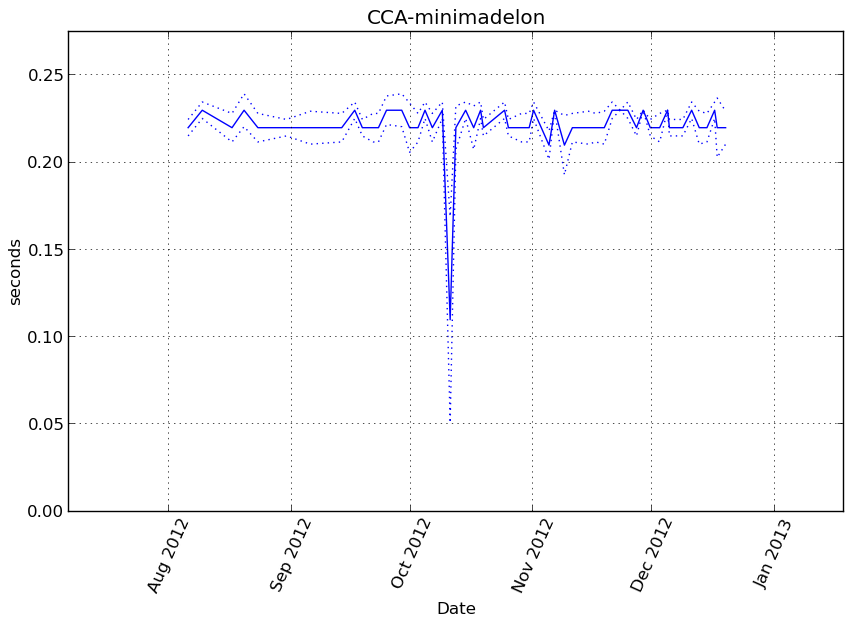 CCA-minimadelon
0.25
0.20
0.15
0.10
0.05
0.00
seconds
Aug 2012
Sep 2012
Oct 2012
Nov 2012
Dec 2012
Jan 2013
Date